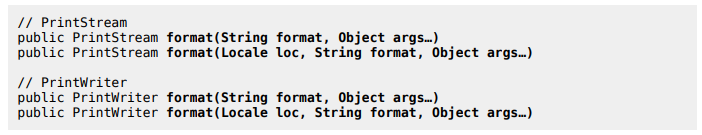 // PrintStream
public PrintStream format(String format, Object args…)
public PrintStream format(Locale loc, String format, Object args…)
// PrintWriter
public PrintWriter format(String format, Object args…)
public PrintWriter format(Locale loc, String format, Object args…)